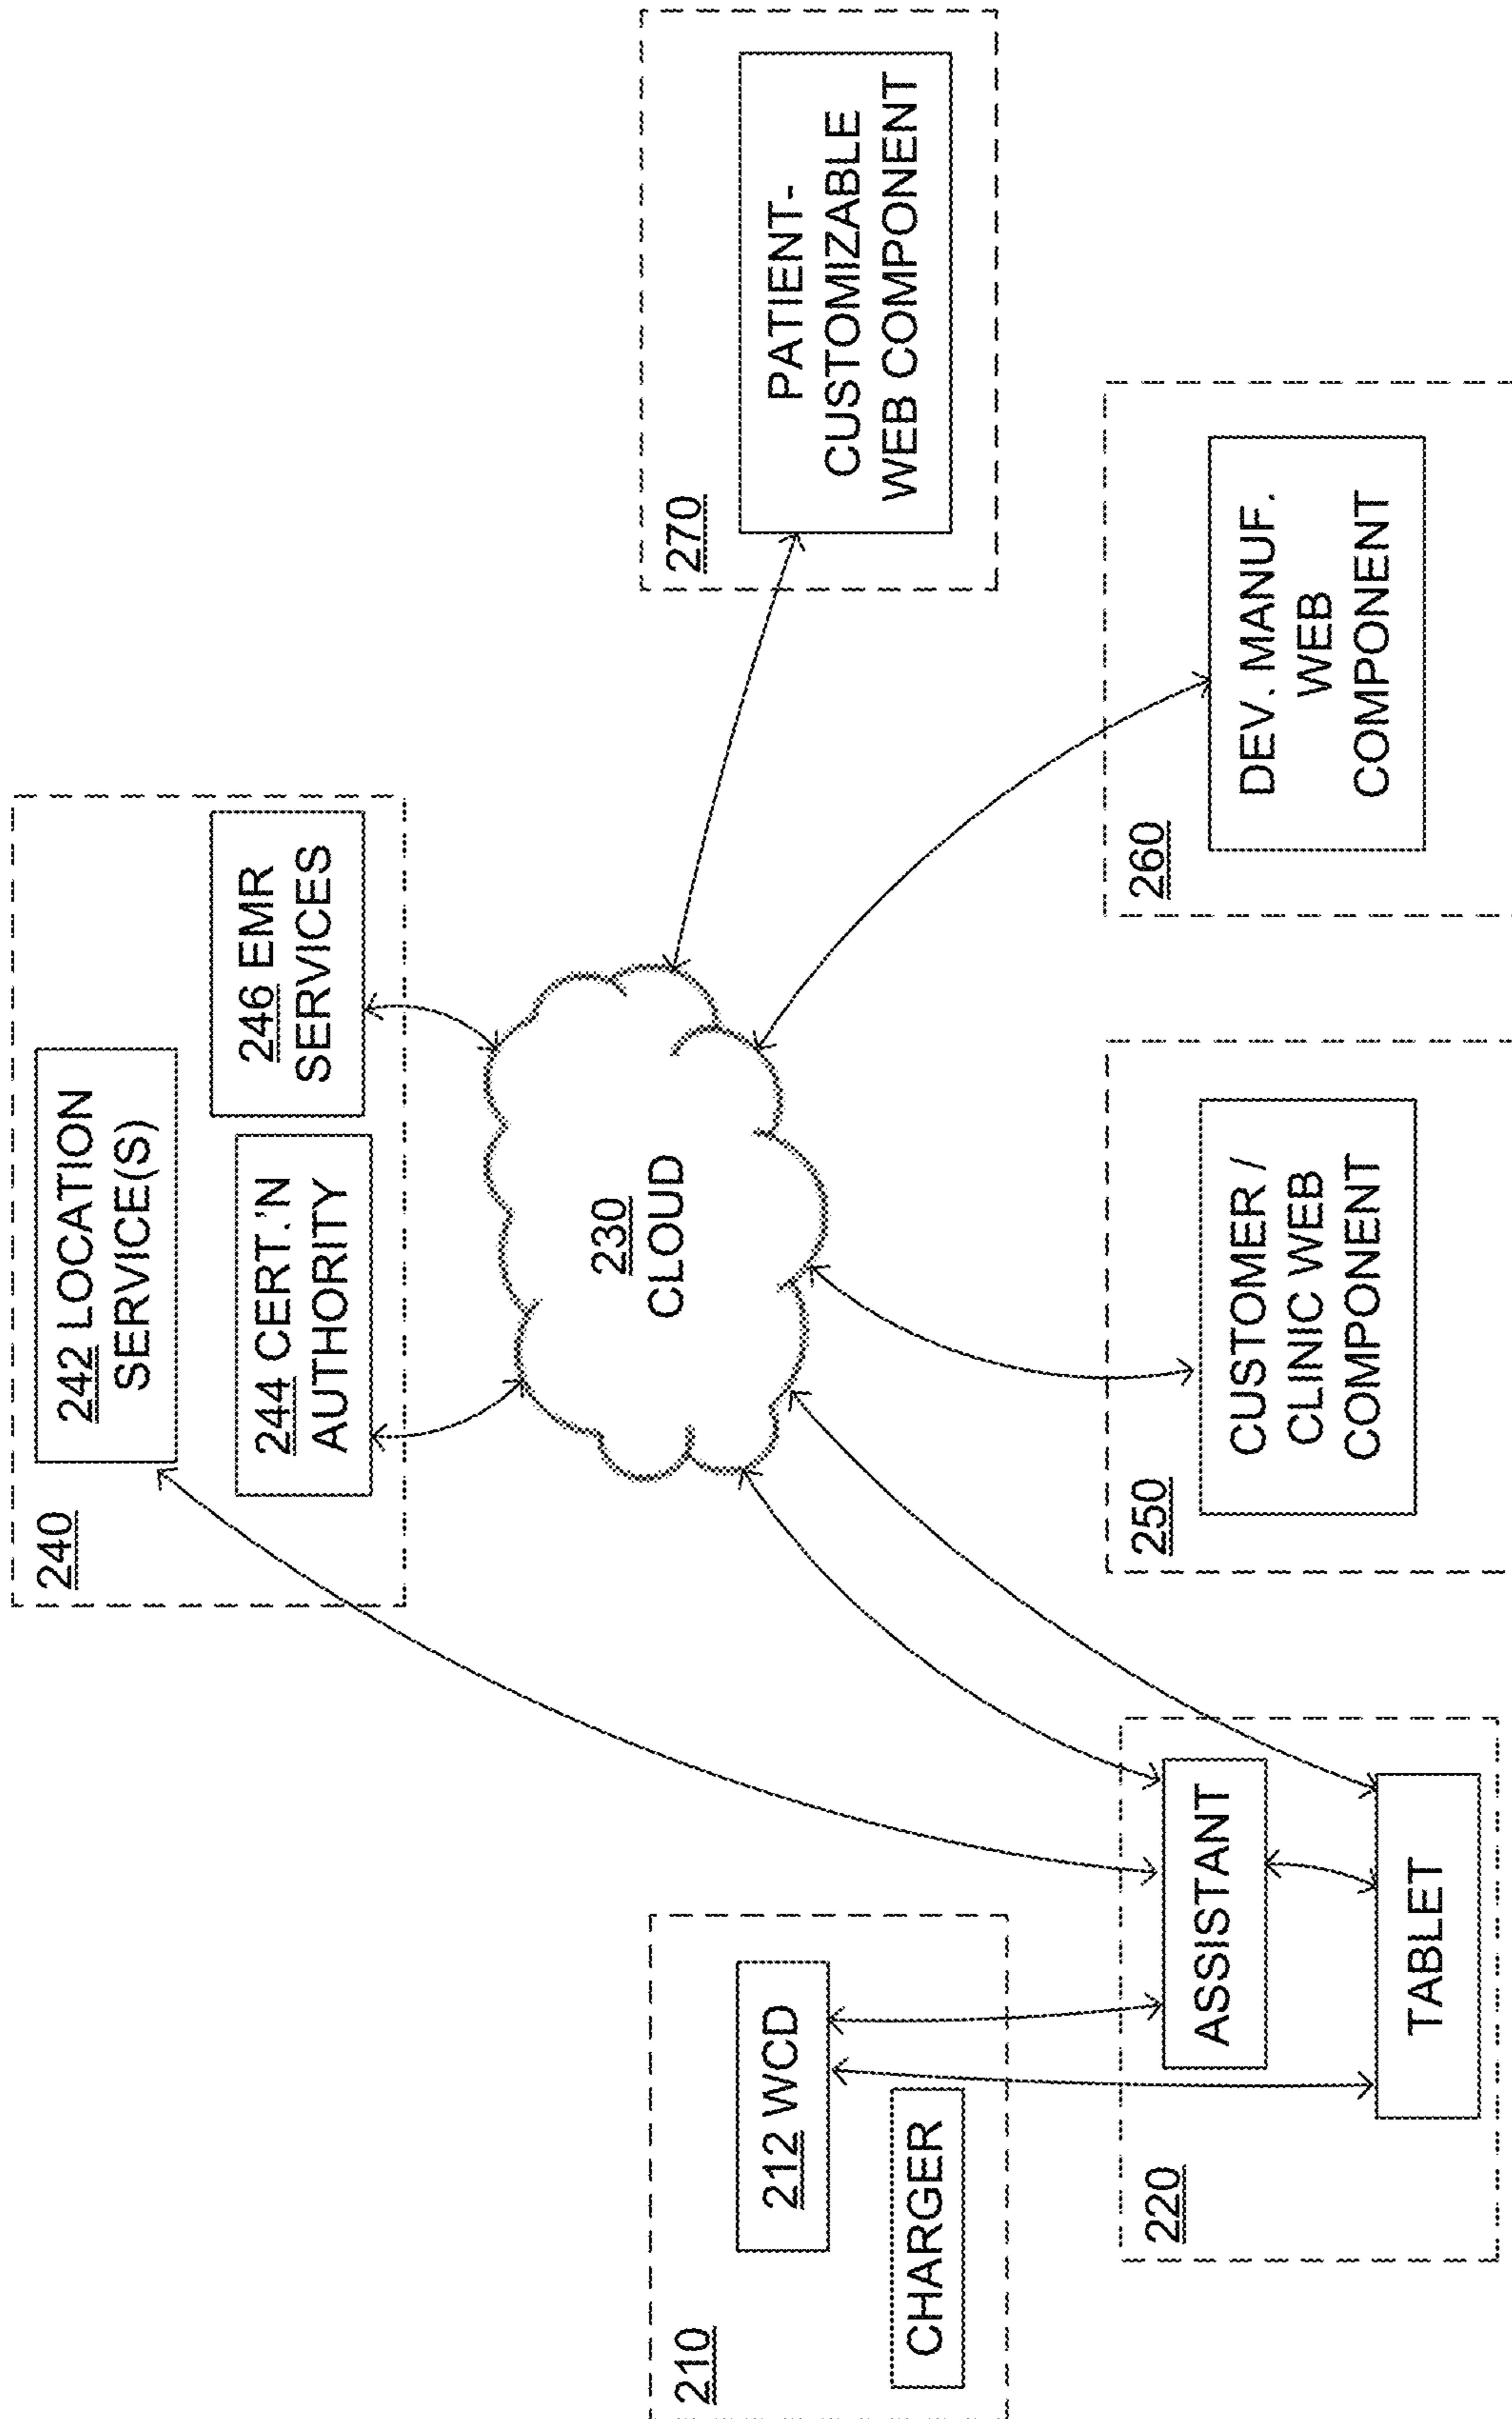 240
242 LOCATION
SERVICE(S)
244 CERT.'N
AUTHORITY
246 EMR
SERVICES
210
212 WCD
CHARGER
230
CLOUD
270
PATIENT-
CUSTOMIZABLE
WEB COMPONENT
220
ASSISTANT
TABLET
250
CUSTOMER /
CLINIC WEB
COMPONENT
260
DEV. MANUF.
WEB
COMPONENT